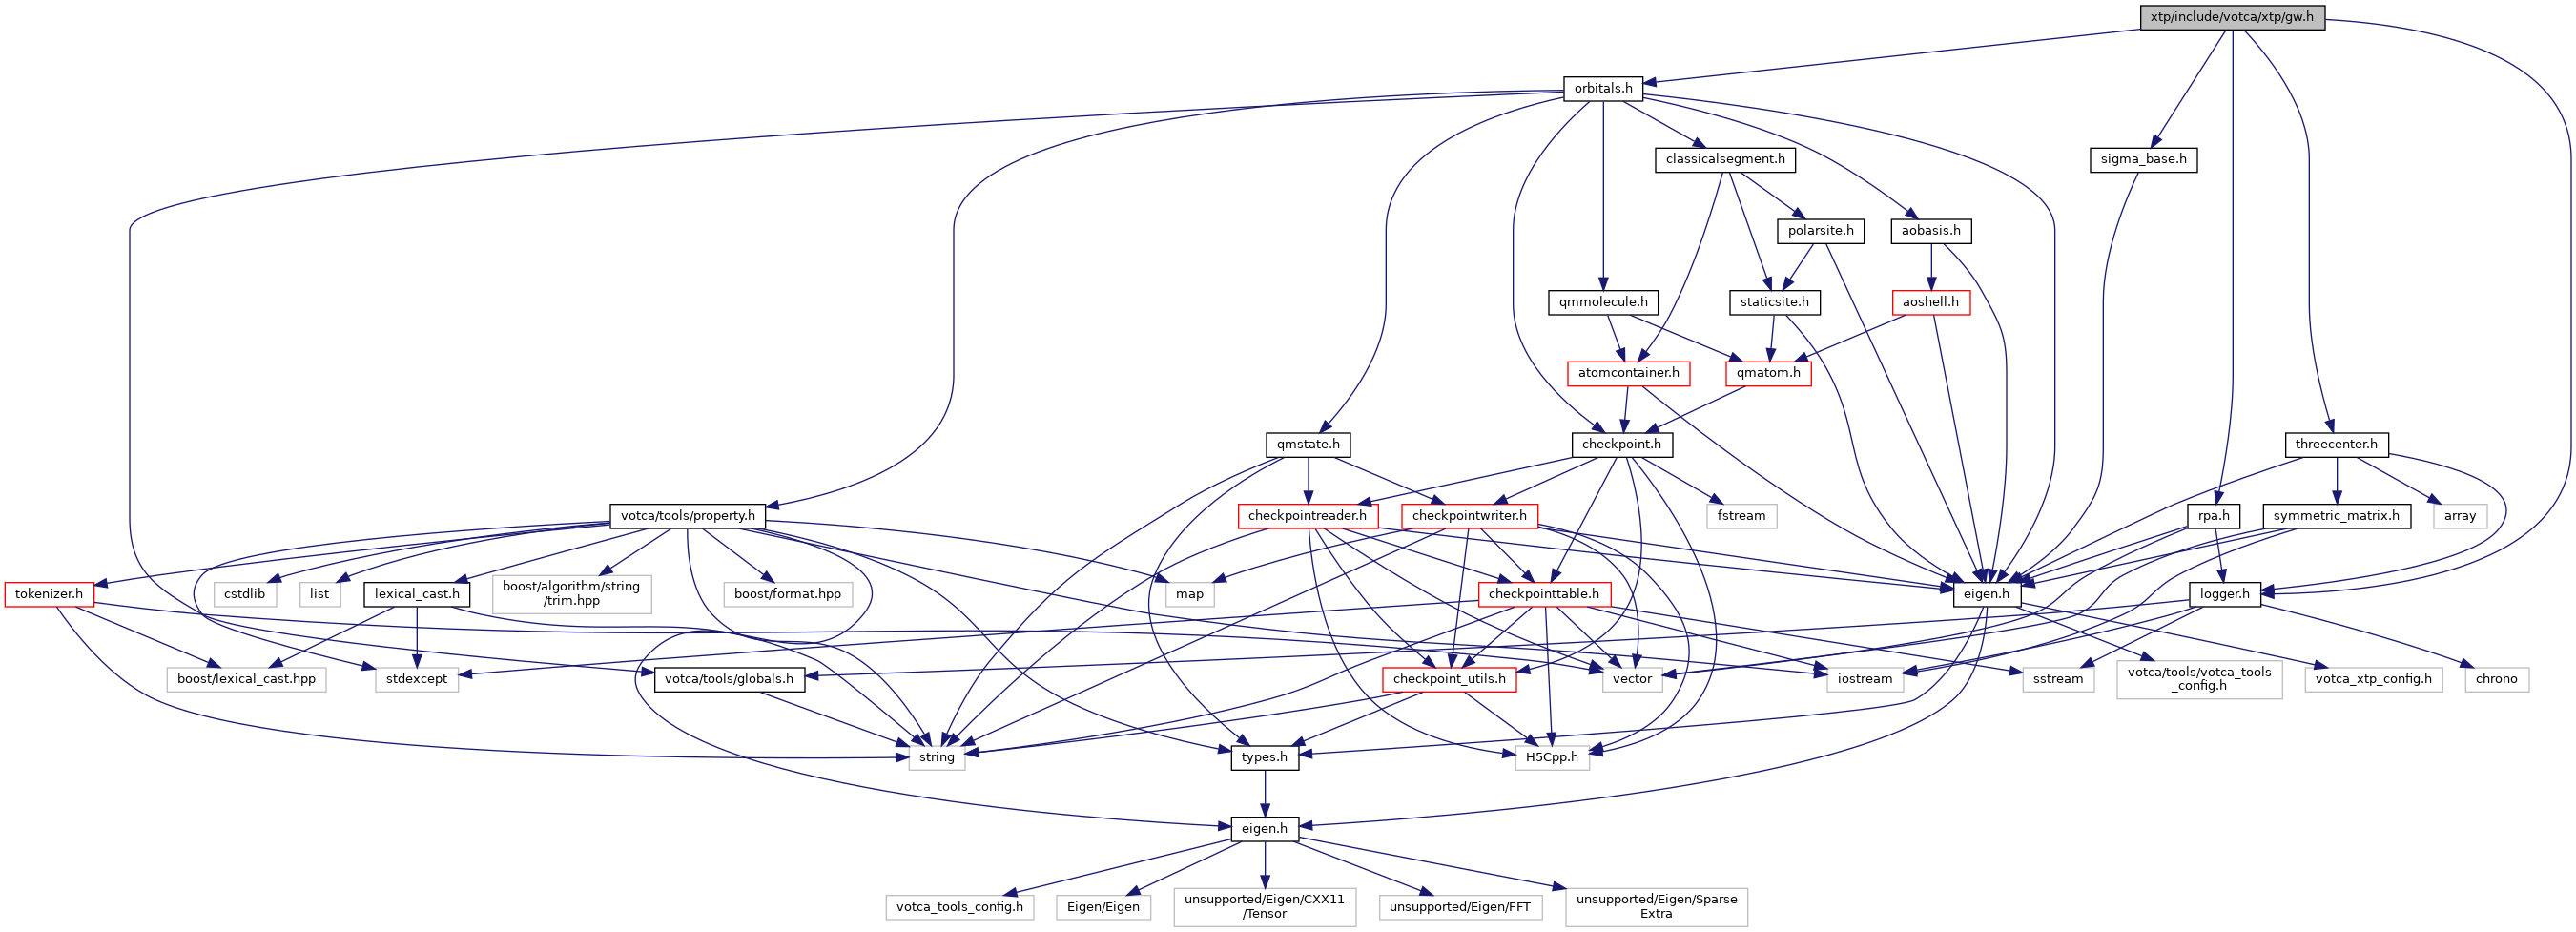 xtp/include/votca/xtp/gw.h
orbitals.h
classicalsegment.h
sigma_base.h
polarsite.h
aobasis.h
qmmolecule.h
staticsite.h
aoshell.h
atomcontainer.h
qmatom.h
qmstate.h
checkpoint.h
threecenter.h
votca/tools/property.h
checkpointreader.h
checkpointwriter.h
fstream
rpa.h
symmetric_matrix.h
array
tokenizer.h
cstdlib
list
lexical_cast.h
boost/algorithm/string
/trim.hpp
boost/format.hpp
map
checkpointtable.h
eigen.h
logger.h
boost/lexical_cast.hpp
stdexcept
votca/tools/globals.h
checkpoint_utils.h
vector
iostream
sstream
votca/tools/votca_tools
_config.h
votca_xtp_config.h
chrono
string
types.h
H5Cpp.h
eigen.h
votca_tools_config.h
Eigen/Eigen
unsupported/Eigen/CXX11
/Tensor
unsupported/Eigen/FFT
unsupported/Eigen/Sparse
Extra